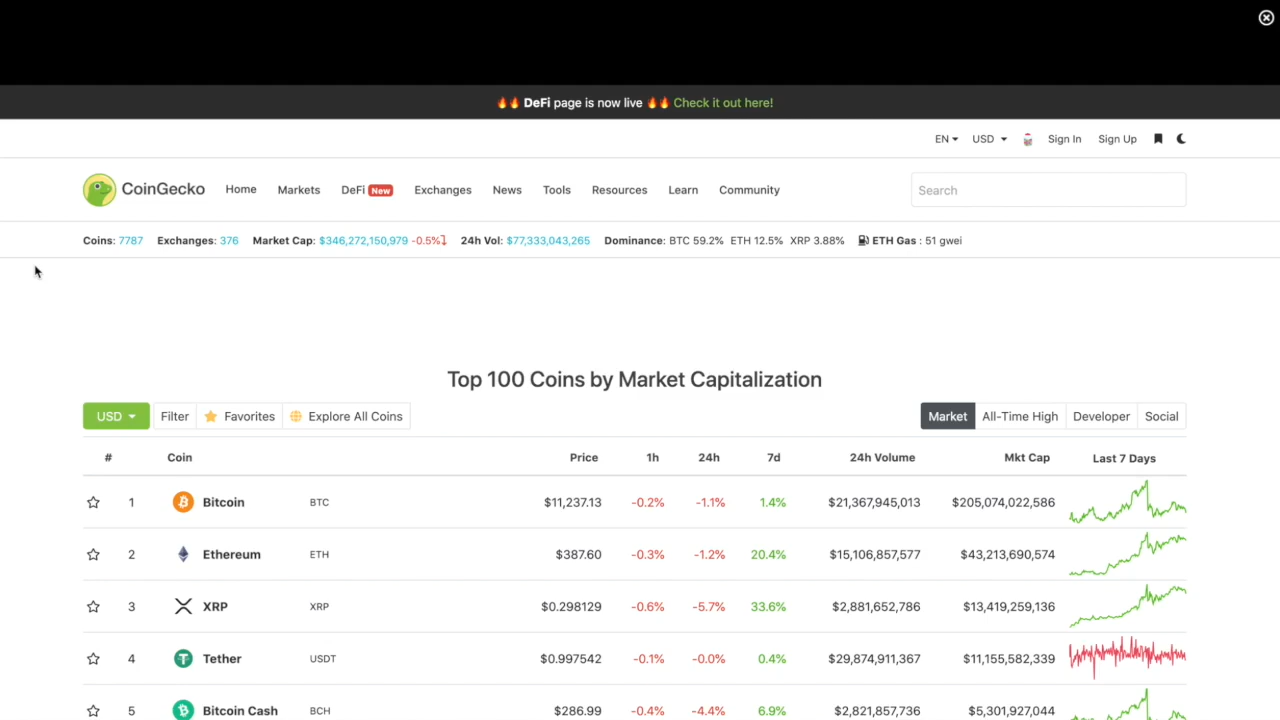 🔥🔥 DeFi page is now live 🔥🔥 Check it out here!
EN USD Sign In Sign Up
CoinGecko Home Markets DeFi New Exchanges News Tools Resources Learn Community Search
Coins: 7787 Exchanges: 376 Market Cap: $346,272,150,979 -0.5% 24h Vol: $77,333,043,265 Dominance: BTC 59.2% ETH 12.5% XRP 3.88% ETH Gas : 51 gwei
Top 100 Coins by Market Capitalization
USD Filter Favorites Explore All Coins Market All-Time High Developer Social
# Coin Price 1h 24h 7d 24h Volume Mkt Cap Last 7 Days
1 Bitcoin BTC $11,237.13 -0.2% -1.1% 1.4% $21,367,945,013 $205,074,022,586
2 Ethereum ETH $387.60 -0.3% -1.2% 20.4% $15,106,857,577 $43,213,690,574
3 XRP XRP $0.298129 -0.6% -5.7% 33.6% $2,881,652,786 $13,419,259,136
4 Tether USDT $0.997542 -0.1% -0.0% 0.4% $29,874,911,367 $11,155,582,339
5 Bitcoin Cash BCH $286.99 -0.4% -4.4% 6.9% $2,821,857,736 $5,301,927,044